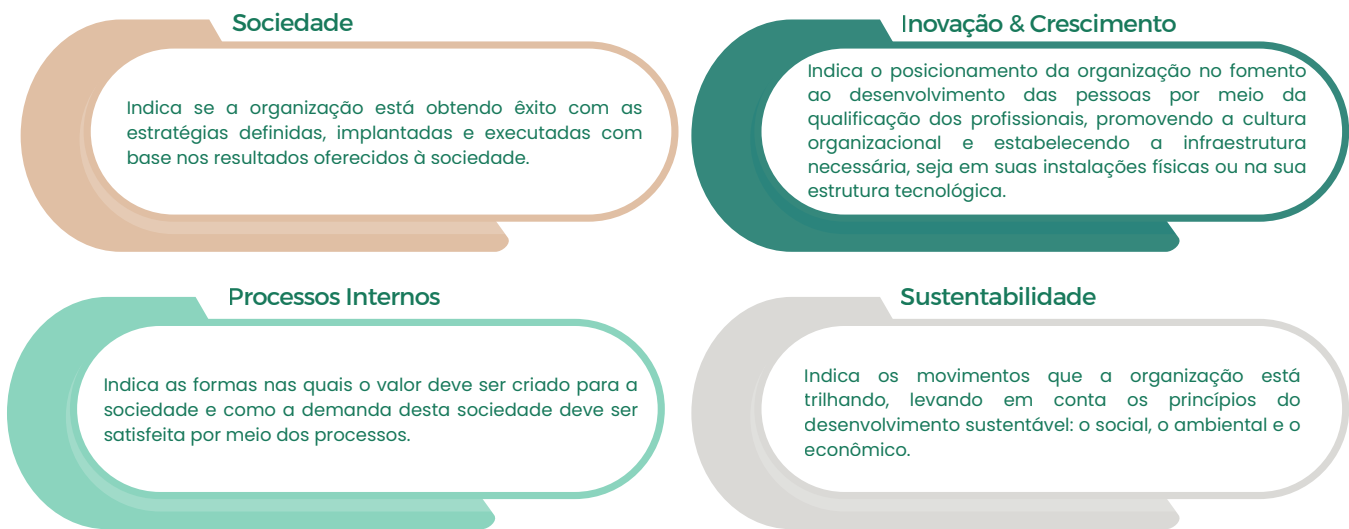 Sociedade
Indica se a organização está obtendo êxito com as
estratégias definidas, implantadas e executadas com
base nos resultados oferecidos à sociedade.
Inovação & Crescimento
Indica o posicionamento da organização no fomento
ao desenvolvimento das pessoas por meio da
qualificação dos profissionais, promovendo a cultura
organizacional e estabelecendo a infraestrutura
necessária, seja em suas instalações físicas ou na sua
estrutura tecnológica.
Processos Internos
Indica as formas nas quais o valor deve ser criado para a
sociedade e como a demanda desta sociedade deve ser
satisfeita por meio dos processos.
Sustentabilidade
Indica os movimentos que a organização está
trilhando, levando em conta os princípios do
desenvolvimento sustentável: o social, o ambiental e o
econômico.